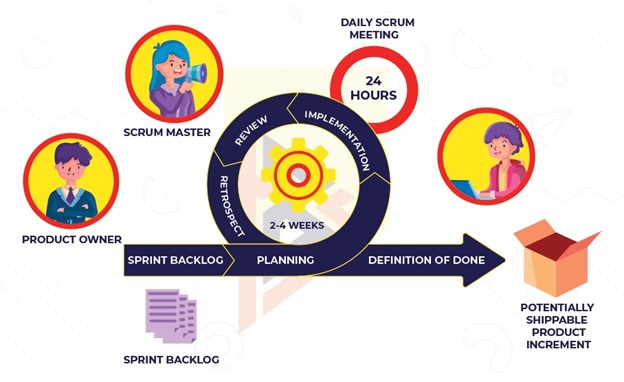 DAILY SCRUM
MEETING
24
HOURS
SCRUM MASTER
REVIEW
IMPLEMENTATION
RETROSPECT
2-4 WEEKS
PRODUCT OWNER
SPRINT BACKLOG
PLANNING
DEFINITION OF DONE
POTENTIALLY
SHIPPABLE
PRODUCT
INCREMENT
SPRINT BACKLOG